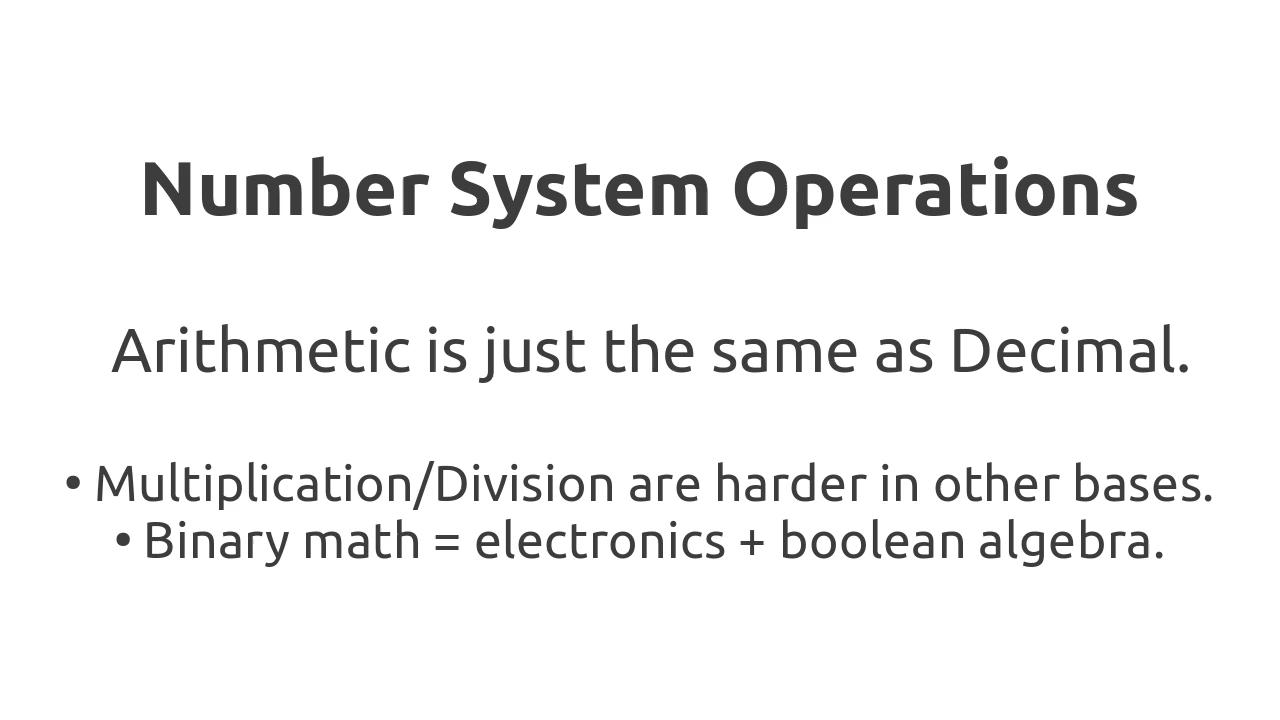 Number System Operations
Arithmetic is just the same as Decimal.
• Multiplication/Division are harder in other bases.
• Binary math = electronics + boolean algebra.